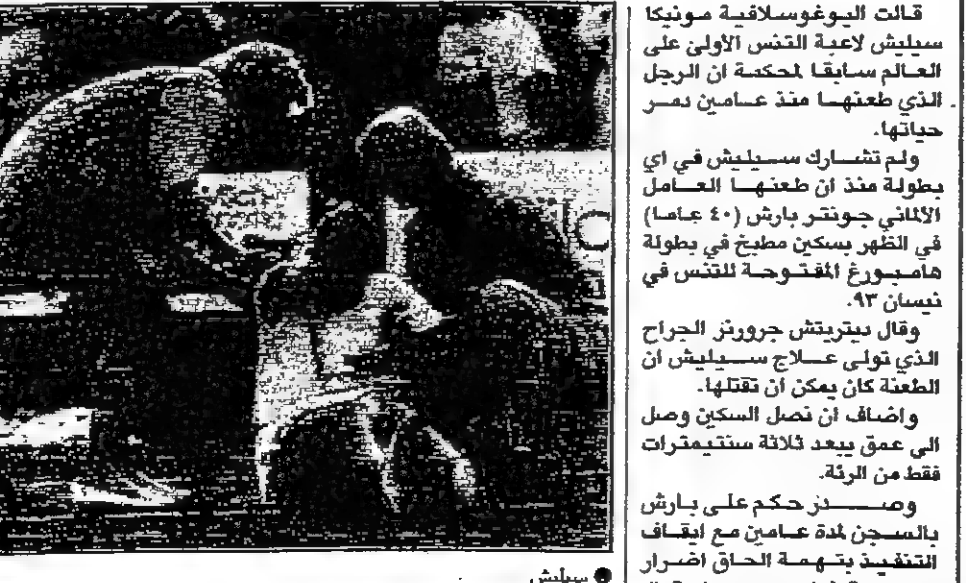 قالت اليوغوسلافية مونيكا
سيليش لاعبة التنس الاولى على
العالم سابقا لمحكمة ان الرجل
الذي طعنها منذ عامين دمر
حياتها.
ولم تشارك سيليش في اي
بطولة منذ ان طعنها العامل
الالماني جونتر بارش (٤٠ عاما)
في الظهر بسكين مطبخ في بطولة
هامبورغ المفتوحة للتنس في
نيسان ٩٣.
وقال بيتريتش جرورنز الجراح
الذي تولى علاج سيليش ان
الطعنة كان يمكن ان تقتلها.
واضاف ان نصل السكين وصل
الى عمق يبعد ثلاثة سنتيمترات
فقط من الرئة.
وصدر حكم على بارش
بالسجن لمدة عامين مع ايقاف
التنفيذ بتهمة الحاق اضرار
سيليش